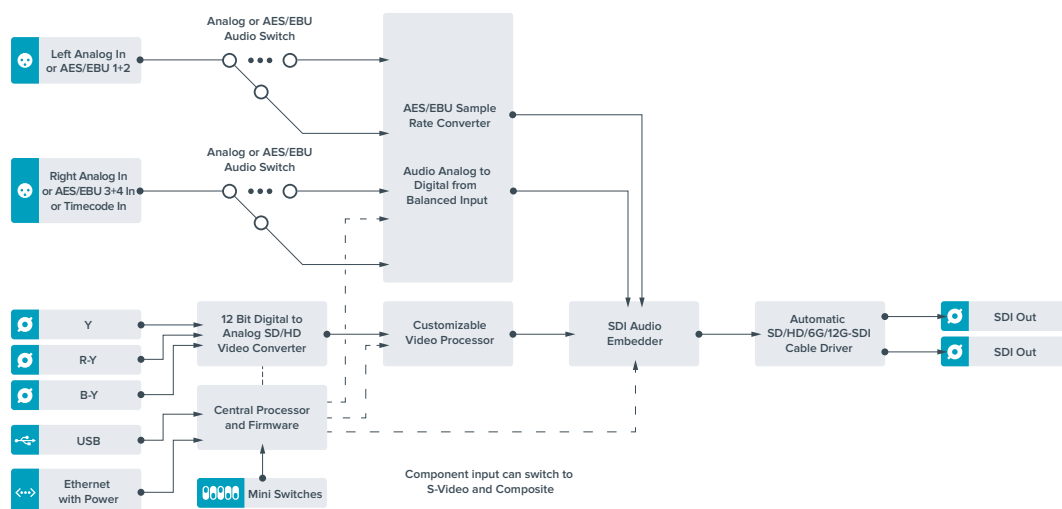 Analog or AES/EBU
Audio Switch
Left Analog In
or AES/EBU 1+2
AES/EBU Sample
Rate Converter
Analog or AES/EBU
Audio Switch
Right Analog In
or AES/EBU 3+4 In
or Timecode In
Audio Analog to
Digital from
Balanced Input
Y
R-Y
B-Y
12 Bit Digital to
Analog SD/HD
Video Converter
Customizable
Video Processor
SDI Audio
Embedder
Automatic
SD/HD/6G/12G-SDI
Cable Driver
SDI Out
SDI Out
Central Processor
and Firmware
USB
Ethernet
with Power
Mini Switches
Component input can switch to
S-Video and Composite